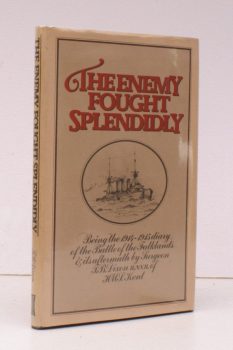 THE ENEMY
FOUGHT
SPLENDIDLY
Being the 1914-1915 diary
of the Battle of the Falklands
& its aftermath by Surgeon
T.B. Dixon R.N.V.R. of
H.M.S. Kent
THE ENEMY FOUGHT SPLENDIDLY